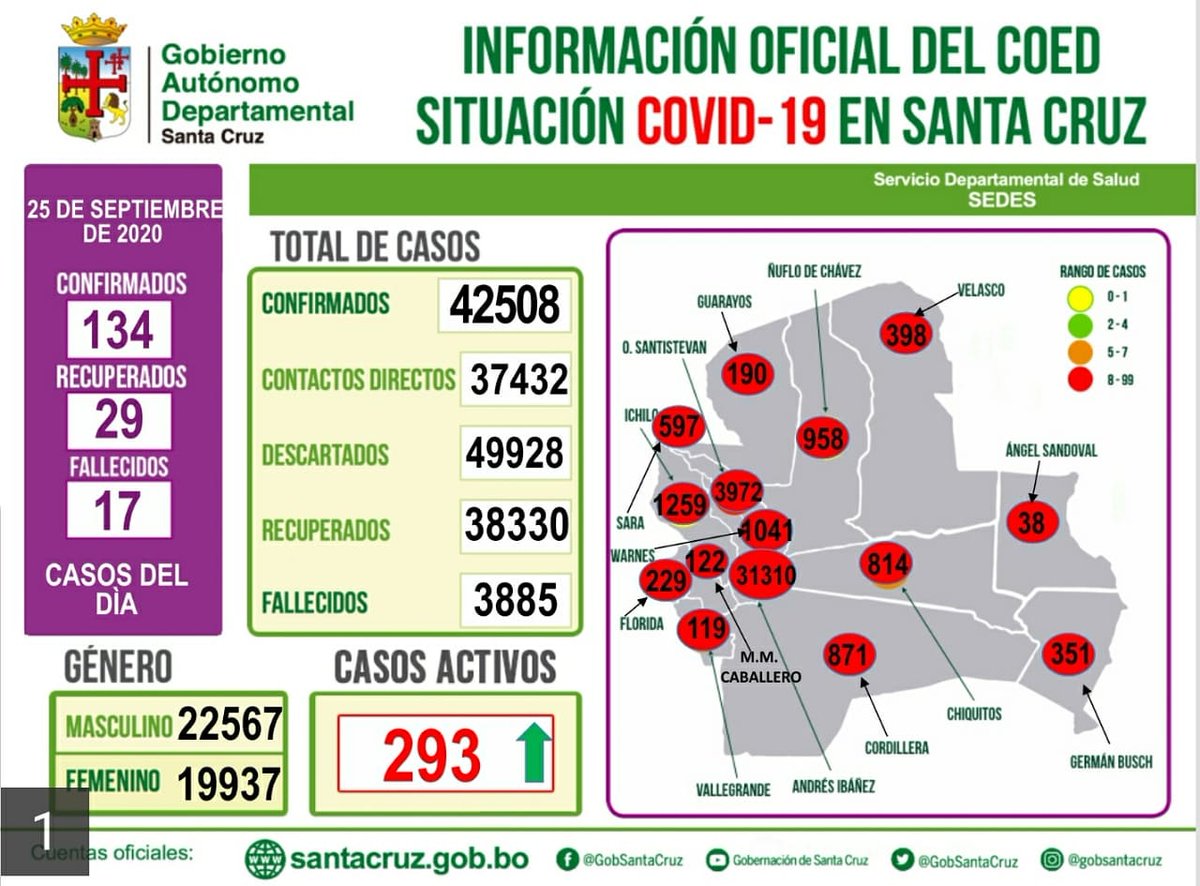 Gobierno
Autónomo
Departamental
Santa Cruz
INFORMACIÓN OFICIAL DEL COED
SITUACIÓN COVID-19 EN SANTA CRUZ
Servicio Departamental de Salud
SEDES
25 DE SEPTIEMBRE
DE 2020
CONFIRMADOS
134
RECUPERADOS
29
FALLECIDOS
17
CASOS DEL
DÌA
TOTAL DE CASOS
CONFIRMADOS 42508
CONTACTOS DIRECTOS 37432
DESCARTADOS 49928
RECUPERADOS 38330
FALLECIDOS 3885
GÉNERO
MASCULINO 22567
FEMENINO 19937
CASOS ACTIVOS
293
ÑUFLO DE CHÁVEZ
GUARAYOS
VELASCO
O. SANTISTEVAN
ICHILO
SARA
WARNES
FLORIDA
M.M.
CABALLERO
VALLEGRANDE
ANDRÉS IBÁÑEZ
CORDILLERA
CHIQUITOS
GERMÁN BUSCH
ÁNGEL SANDOVAL
398
190
597
958
3972
1259
1041
38
122
814
229
31310
119
871
351
RANGO DE CASOS
0 - 1
2 - 4
5 - 7
8 - 99
1
Cuentas oficiales:
www
santacruz.gob.bo
@GobSantaCruz
Gobernación de Santa Cruz
@GobSantaCruz
@gobsantacruz